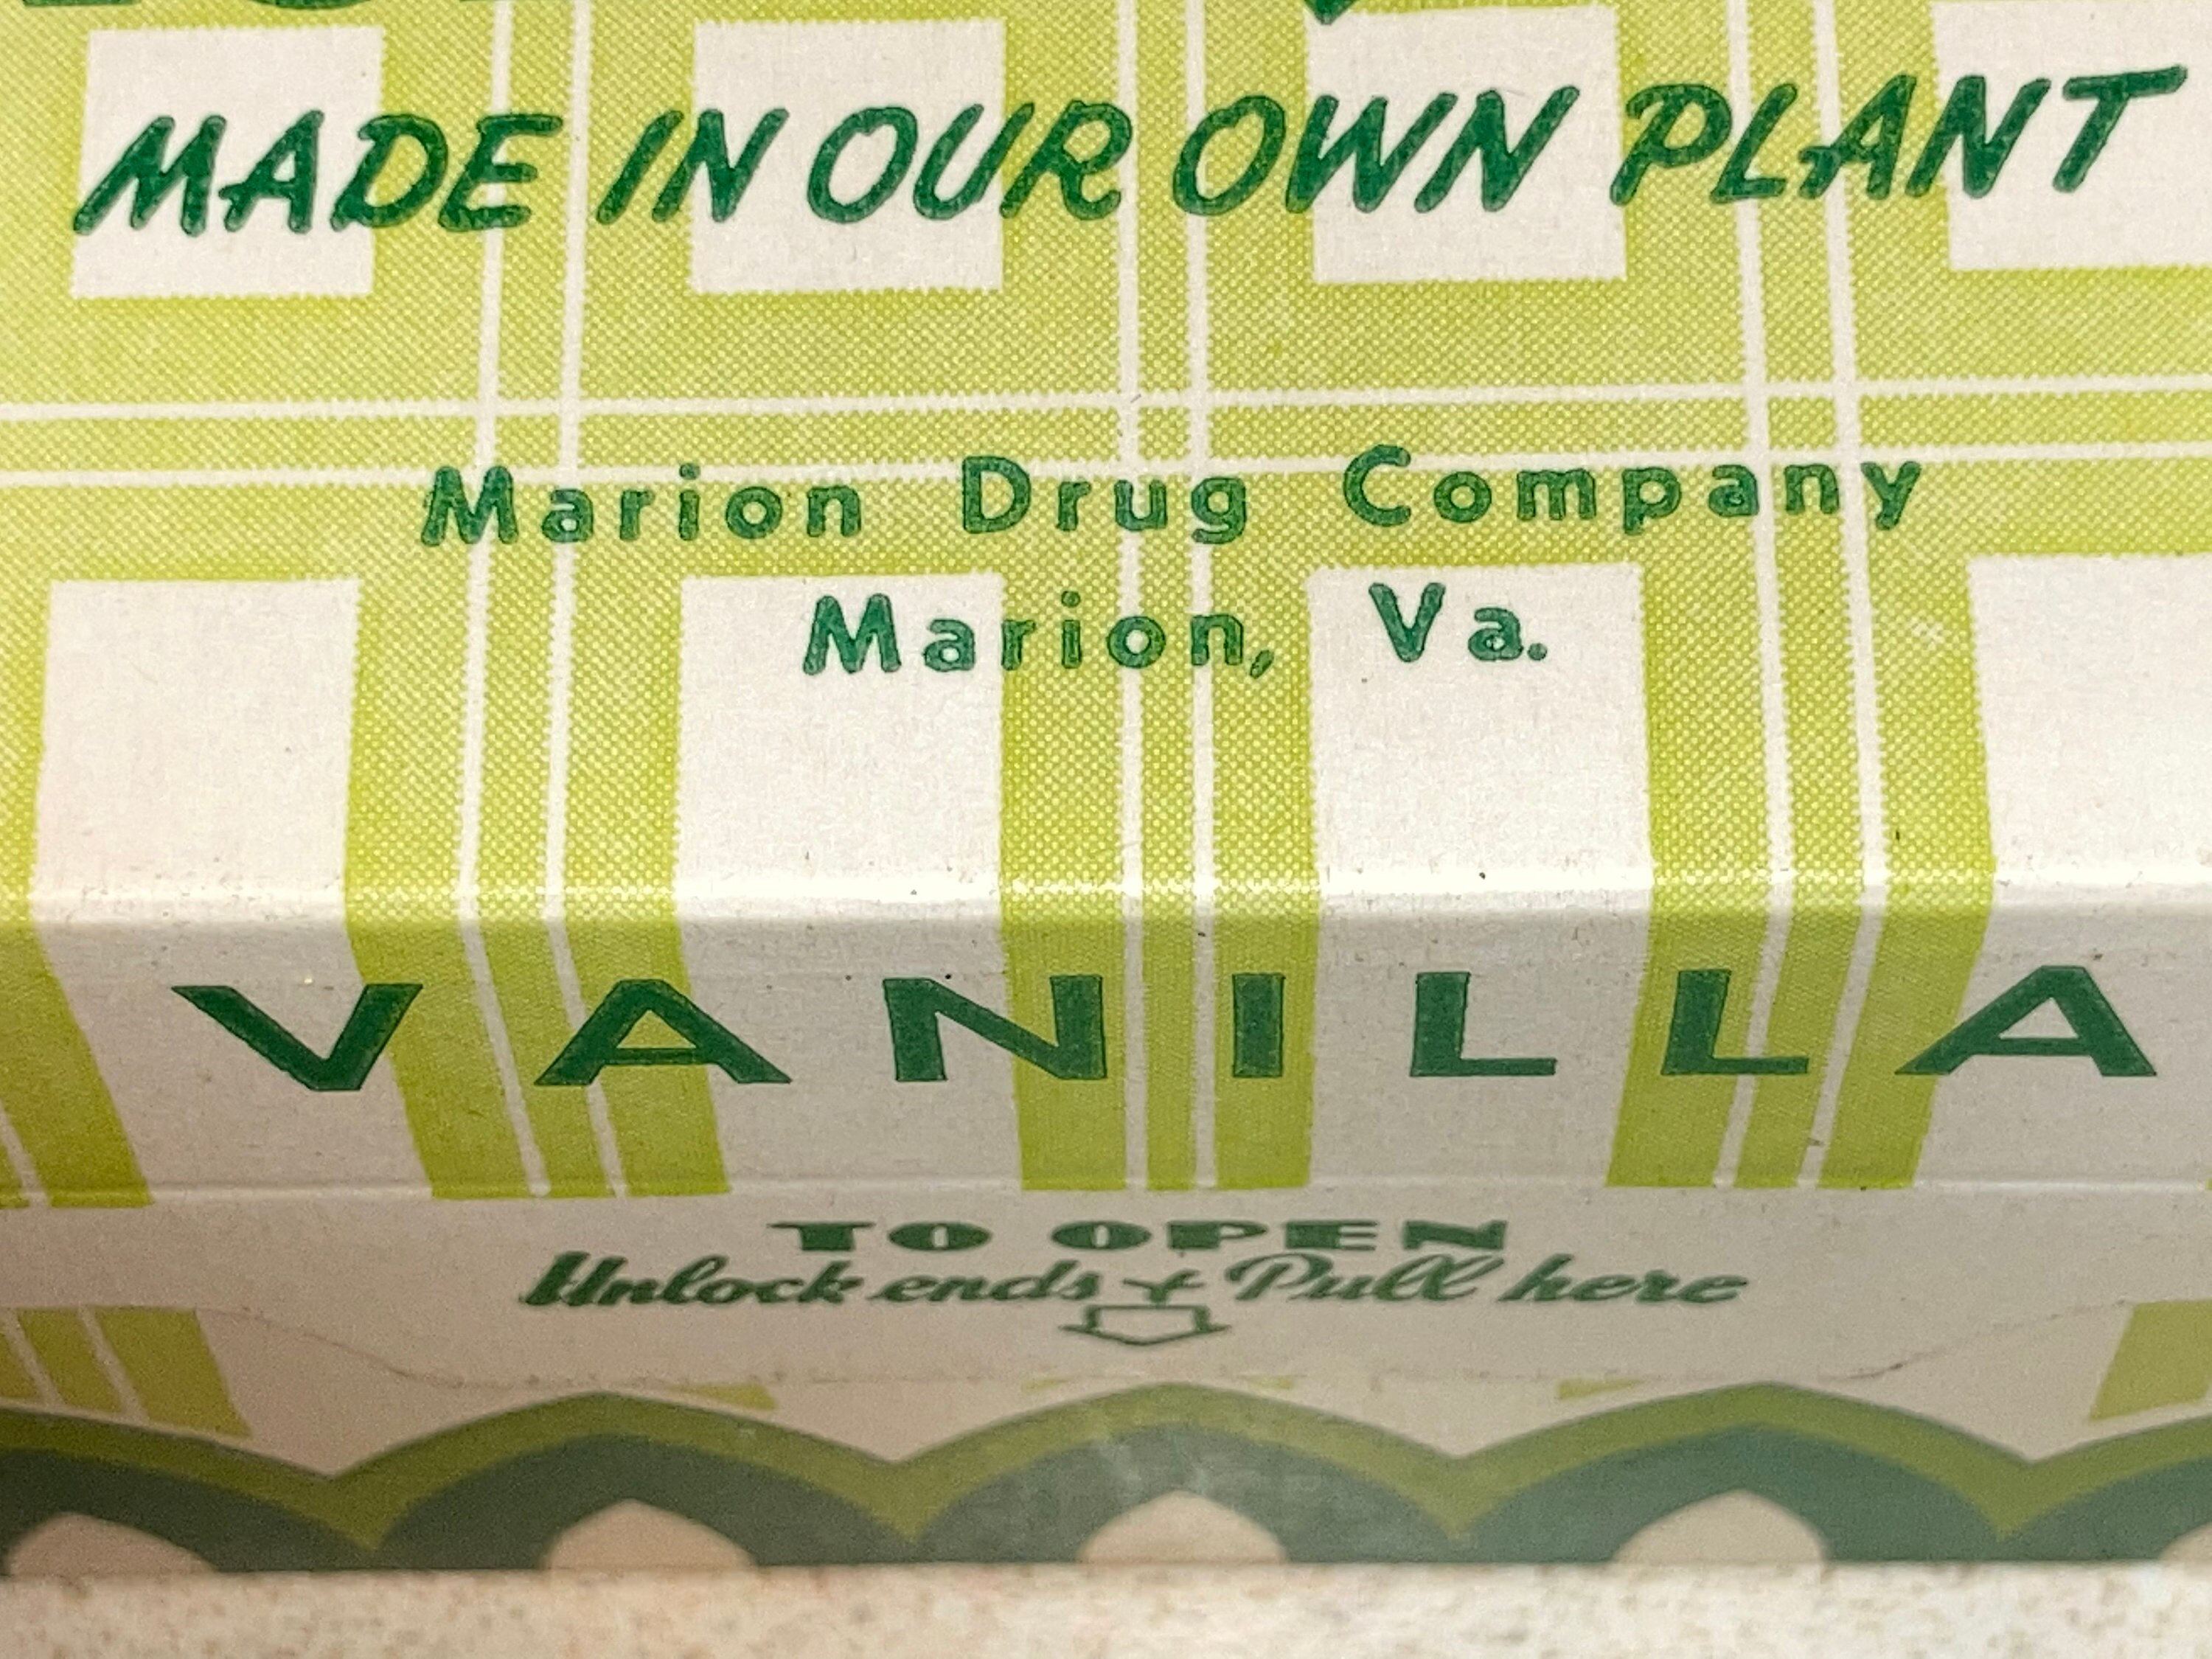 MADE IN OUR OWN PLANT
Marion Drug Company
Marion, Va.
VANILLA
TO OPEN
Unlock ends + Pull here